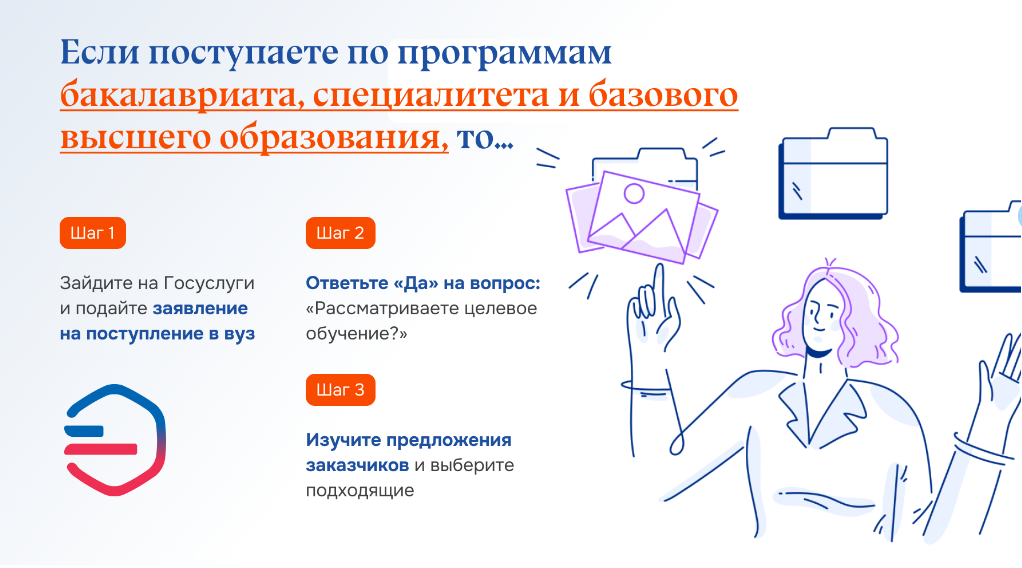 Если поступаете по программам
бакалавриата, специалитета и базового
высшего образования, то...
Шаг 1
Зайдите на Госуслуги
и подайте заявление
на поступление в вуз
Шаг 2
Ответьте «Да» на вопрос:
«Рассматриваете целевое
обучение?»
Шаг 3
Изучите предложения
заказчиков и выберите
подходящие